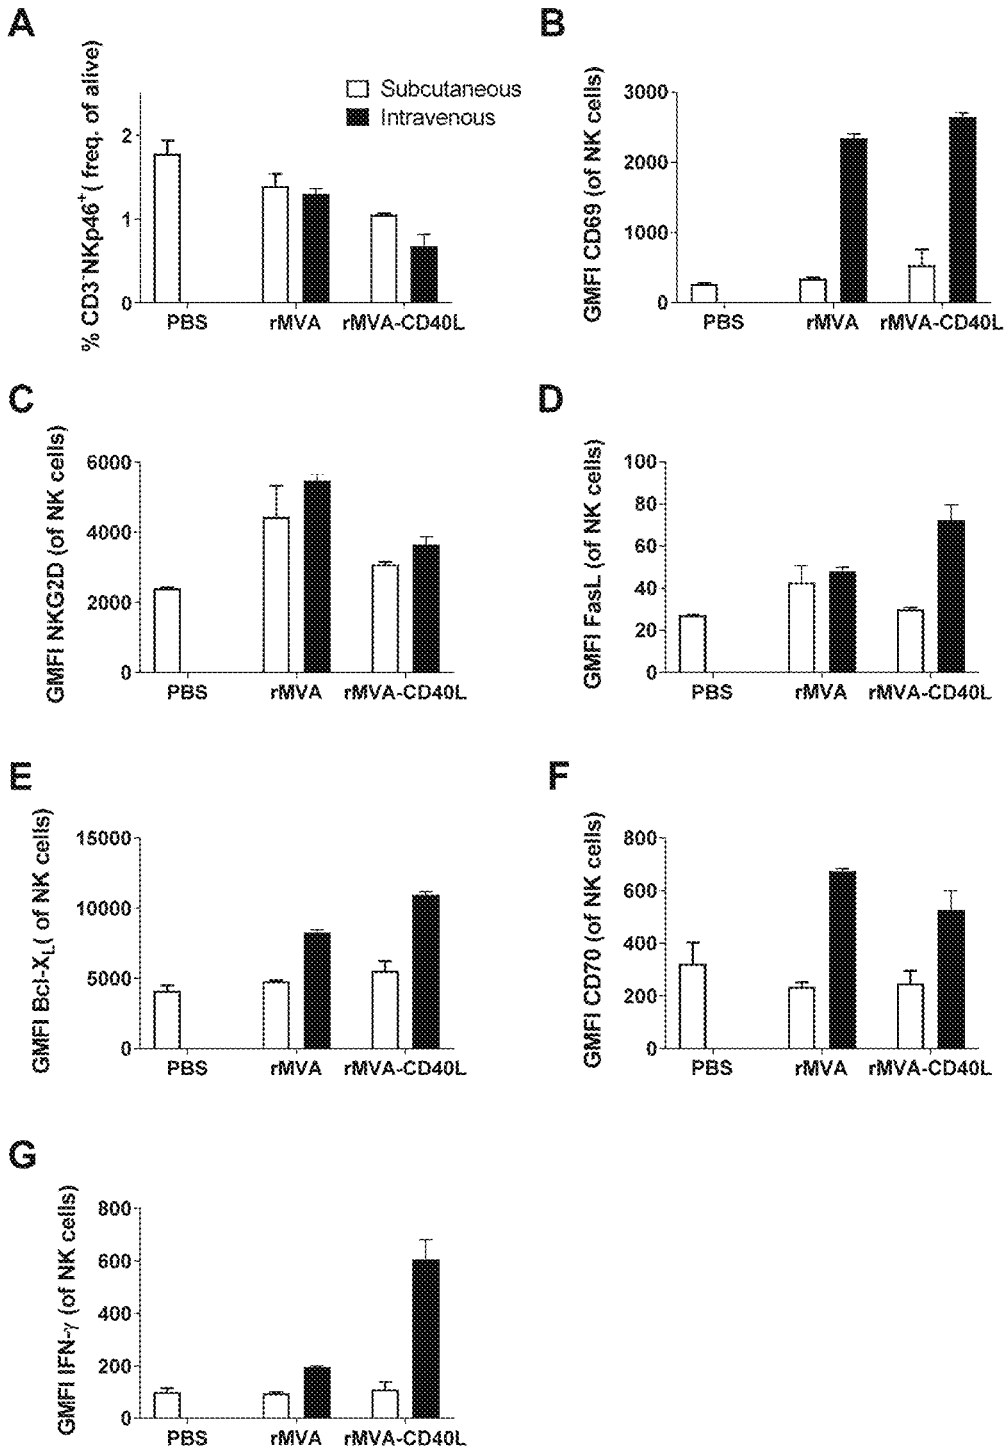 A
% CD3⁻NKp46⁺( freq. of alive)
2
1
0
PBS
rMVA
rMVA-CD40L
Subcutaneous
Intravenous
B
GMFI CD69 (of NK cells)
3000
2000
1000
0
PBS
rMVA
rMVA-CD40L
C
GMFI NKG2D (of NK cells)
6000
4000
2000
0
PBS
rMVA
rMVA-CD40L
D
GMFI FasL (of NK cells)
100
80
60
40
20
0
PBS
rMVA
rMVA-CD40L
E
GMFI Bcl-X_L( of NK cells)
15000
10000
5000
0
PBS
rMVA
rMVA-CD40L
F
GMFI CD70 (of NK cells)
800
600
400
200
0
PBS
rMVA
rMVA-CD40L
G
GMFI IFN-γ (of NK cells)
800
600
400
200
0
PBS
rMVA
rMVA-CD40L